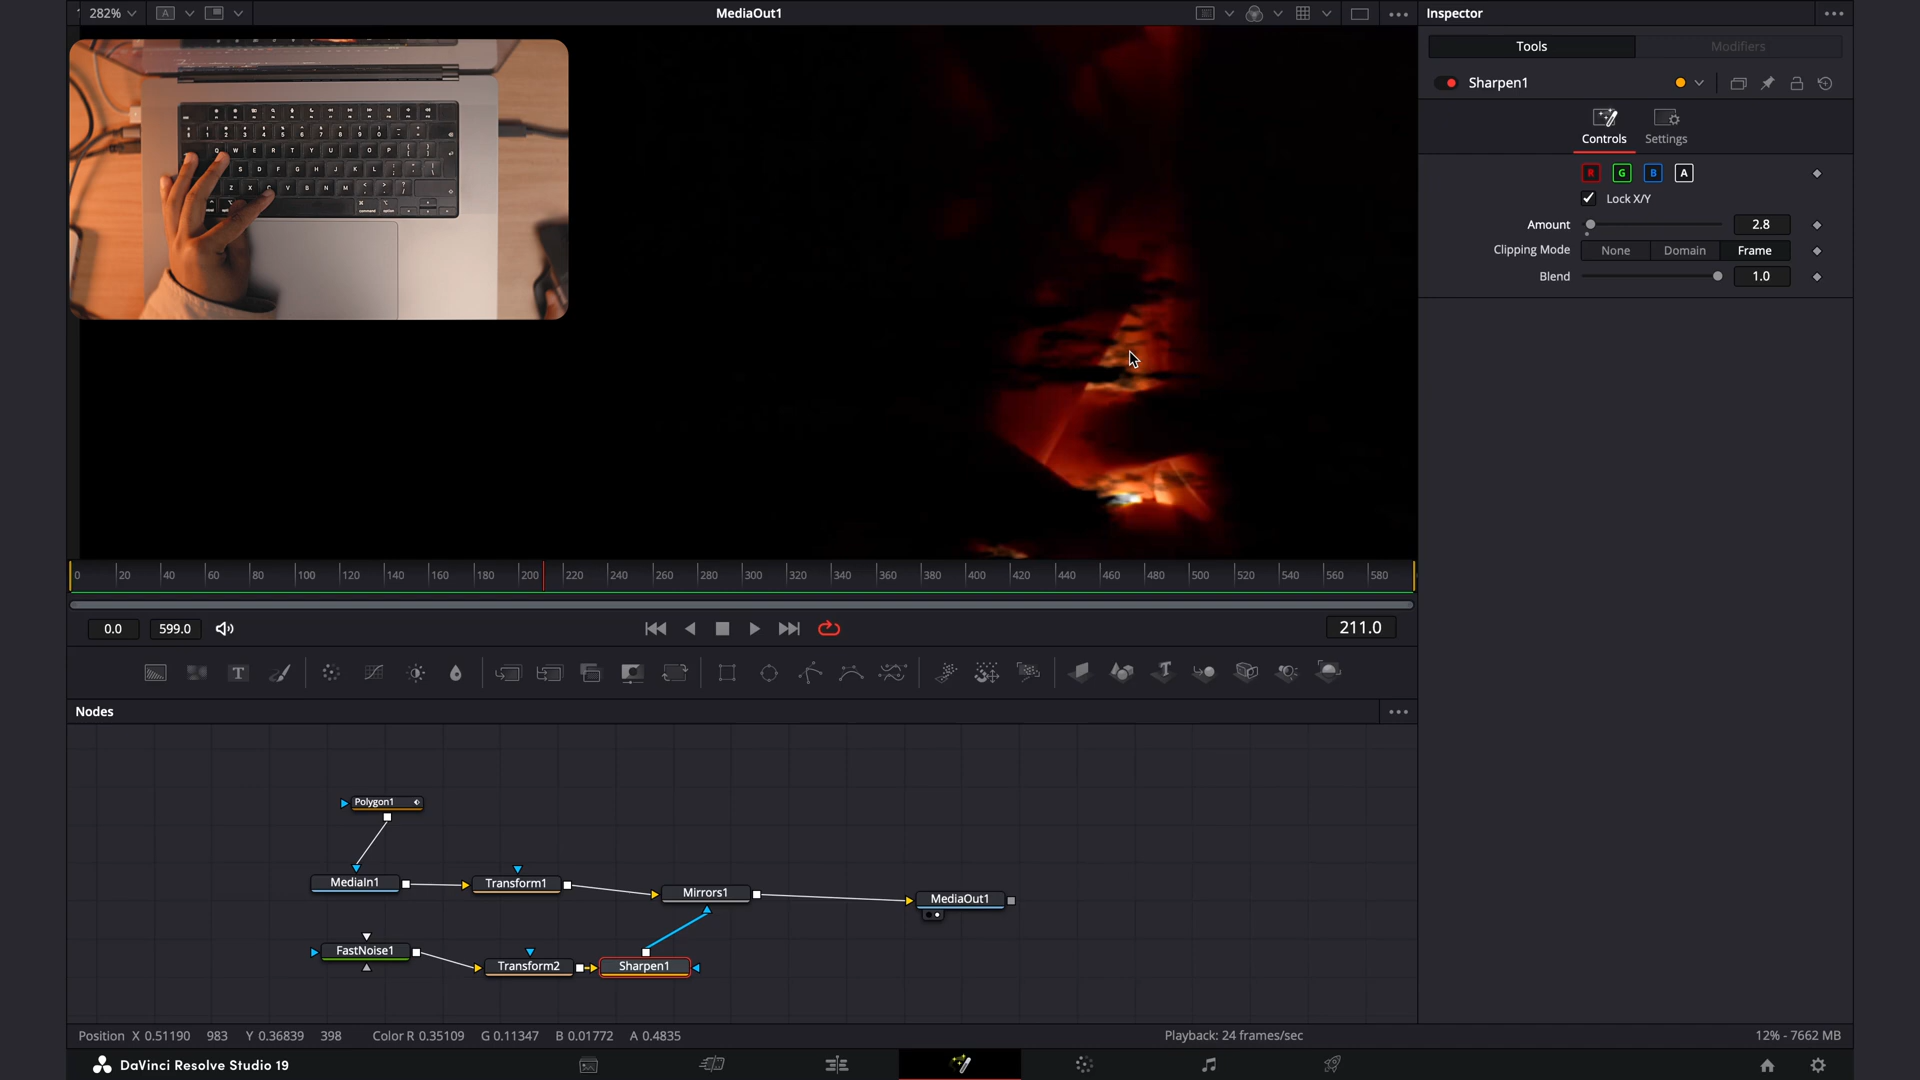 282%
A
MediaOut1
Inspector
Tools
Modifiers
Sharpen1
Controls
Settings
R G B A
Lock X/Y
Amount 2.8
Clipping Mode None Domain Frame
Blend 1.0
0 20 40 60 80 100 120 140 160 180 200 220 240 260 280 300 320 340 360 380 400 420 440 460 480 500 520 540 560 580
0.0 599.0 211.0
Nodes
Polygon1
MediaIn1
Transform1
Mirrors1
MediaOut1
FastNoise1
Transform2
Sharpen1
Position X 0.51190 983 Y 0.36839 398 Color R 0.35109 G 0.11347 B 0.01772 A 0.4835
Playback: 24 frames/sec
12% - 7662 MB
DaVinci Resolve Studio 19